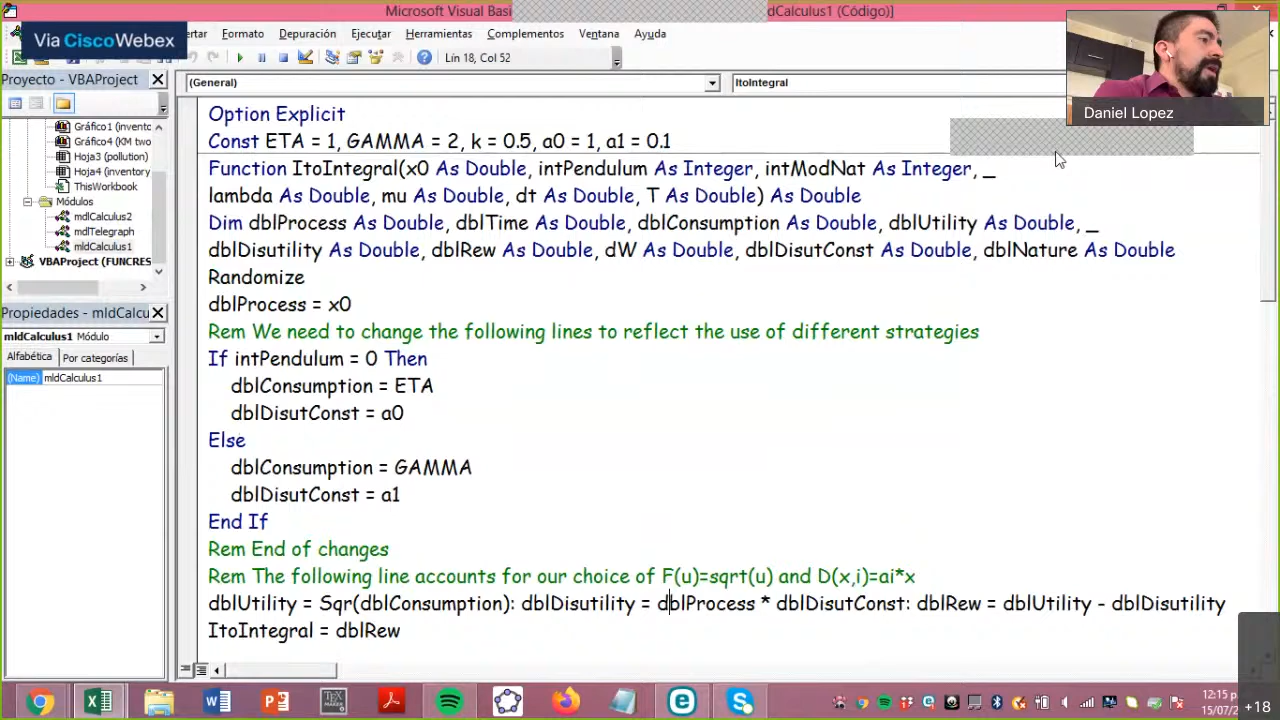 Microsoft Visual Basi
ldCalculus1 (Código)]
Via CiscoWebex
rtar Formato Depuración Ejecutar Herramientas Complementos Ventana Ayuda
Lín 18, Col 52
Proyecto - VBAProject
(General)
ItoIntegral
Daniel Lopez
Gráfico1 (invento
Gráfico4 (KM two
Hoja3 (pollution)
Hoja4 (inventory
ThisWorkbook
Módulos
mdlCalculus2
mdlTelegraph
mldCalculus1
VBAProject (FUNCRES
Propiedades - mldCalcu
mldCalculus1 Módulo
Alfabética Por categorías
(Name) mldCalculus1
Option Explicit
Const ETA = 1, GAMMA = 2, k = 0.5, a0 = 1, a1 = 0.1
Function ItoIntegral(x0 As Double, intPendulum As Integer, intModNat As Integer, _
lambda As Double, mu As Double, dt As Double, T As Double) As Double
Dim dblProcess As Double, dblTime As Double, dblConsumption As Double, dblUtility As Double, _
dblDisutility As Double, dblRew As Double, dW As Double, dblDisutConst As Double, dblNature As Double
Randomize
dblProcess = x0
Rem We need to change the following lines to reflect the use of different strategies
If intPendulum = 0 Then
dblConsumption = ETA
dblDisutConst = a0
Else
dblConsumption = GAMMA
dblDisutConst = a1
End If
Rem End of changes
Rem The following line accounts for our choice of F(u)=sqrt(u) and D(x,i)=ai*x
dblUtility = Sqr(dblConsumption): dblDisutility = dblProcess * dblDisutConst: dblRew = dblUtility - dblDisutility
ItoIntegral = dblRew
12:15 p.
15/07/2
+18